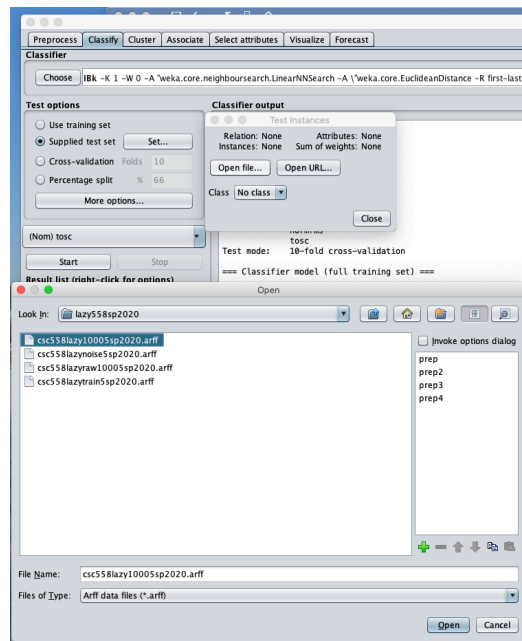 Preprocess Classify Cluster Associate Select attributes Visualize Forecast
Classifier
Choose IBk -K 1 -W 0 -A "weka.core.neighboursearch.LinearNNSearch -A \"weka.core.EuclideanDistance -R first-last
Test options
Use training set
Supplied test set Set...
Cross-validation Folds 10
Percentage split % 66
More options...
(Nom) tosc
Start Stop
Result list (right-click for options)
Classifier output
Test Instances
Relation: None Attributes: None
Instances: None Sum of weights: None
Open file... Open URL...
Class No class
Close
tosc
Test mode: 10-fold cross-validation
=== Classifier model (full training set) ===
Open
Look In: lazy558sp2020
csc558lazy10005sp2020.arff
csc558lazynoise5sp2020.arff
csc558lazyraw10005sp2020.arff
csc558lazytrain5sp2020.arff
Invoke options dialog
prep
prep2
prep3
prep4
File Name: csc558lazy10005sp2020.arff
Files of Type: Arff data files (*.arff)
Open Cancel